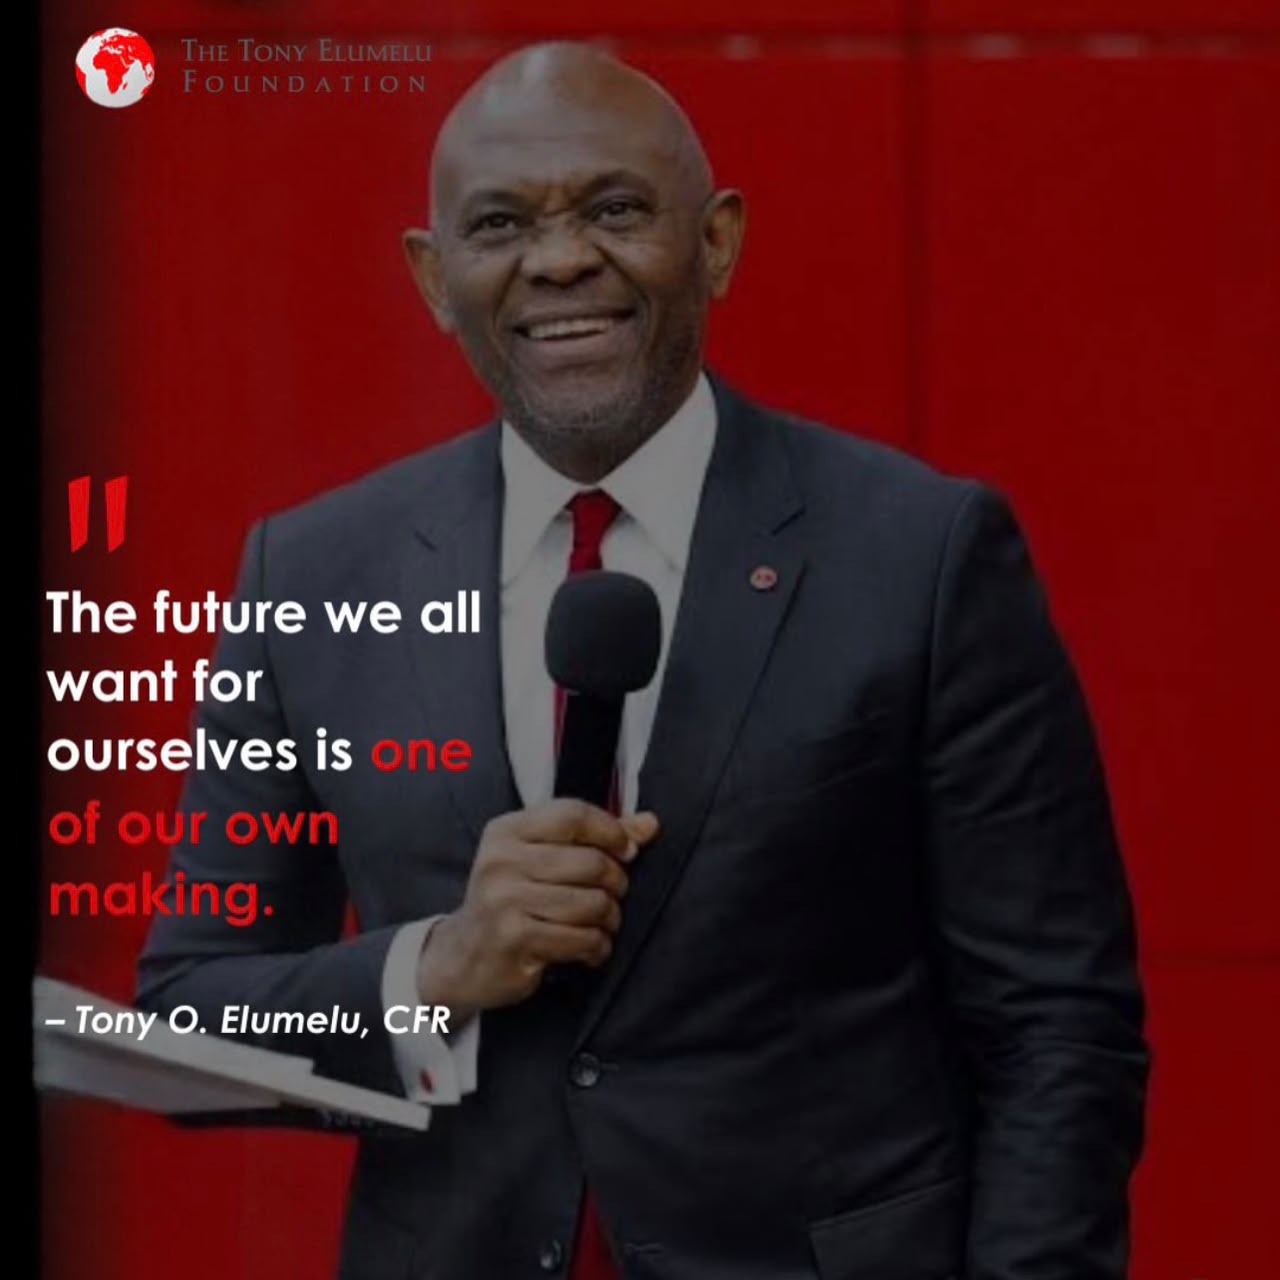 THE TONY ELUMELU
FOUNDATION
"
The future we all
want for
ourselves is one
of our own
making.
– Tony O. Elumelu, CFR